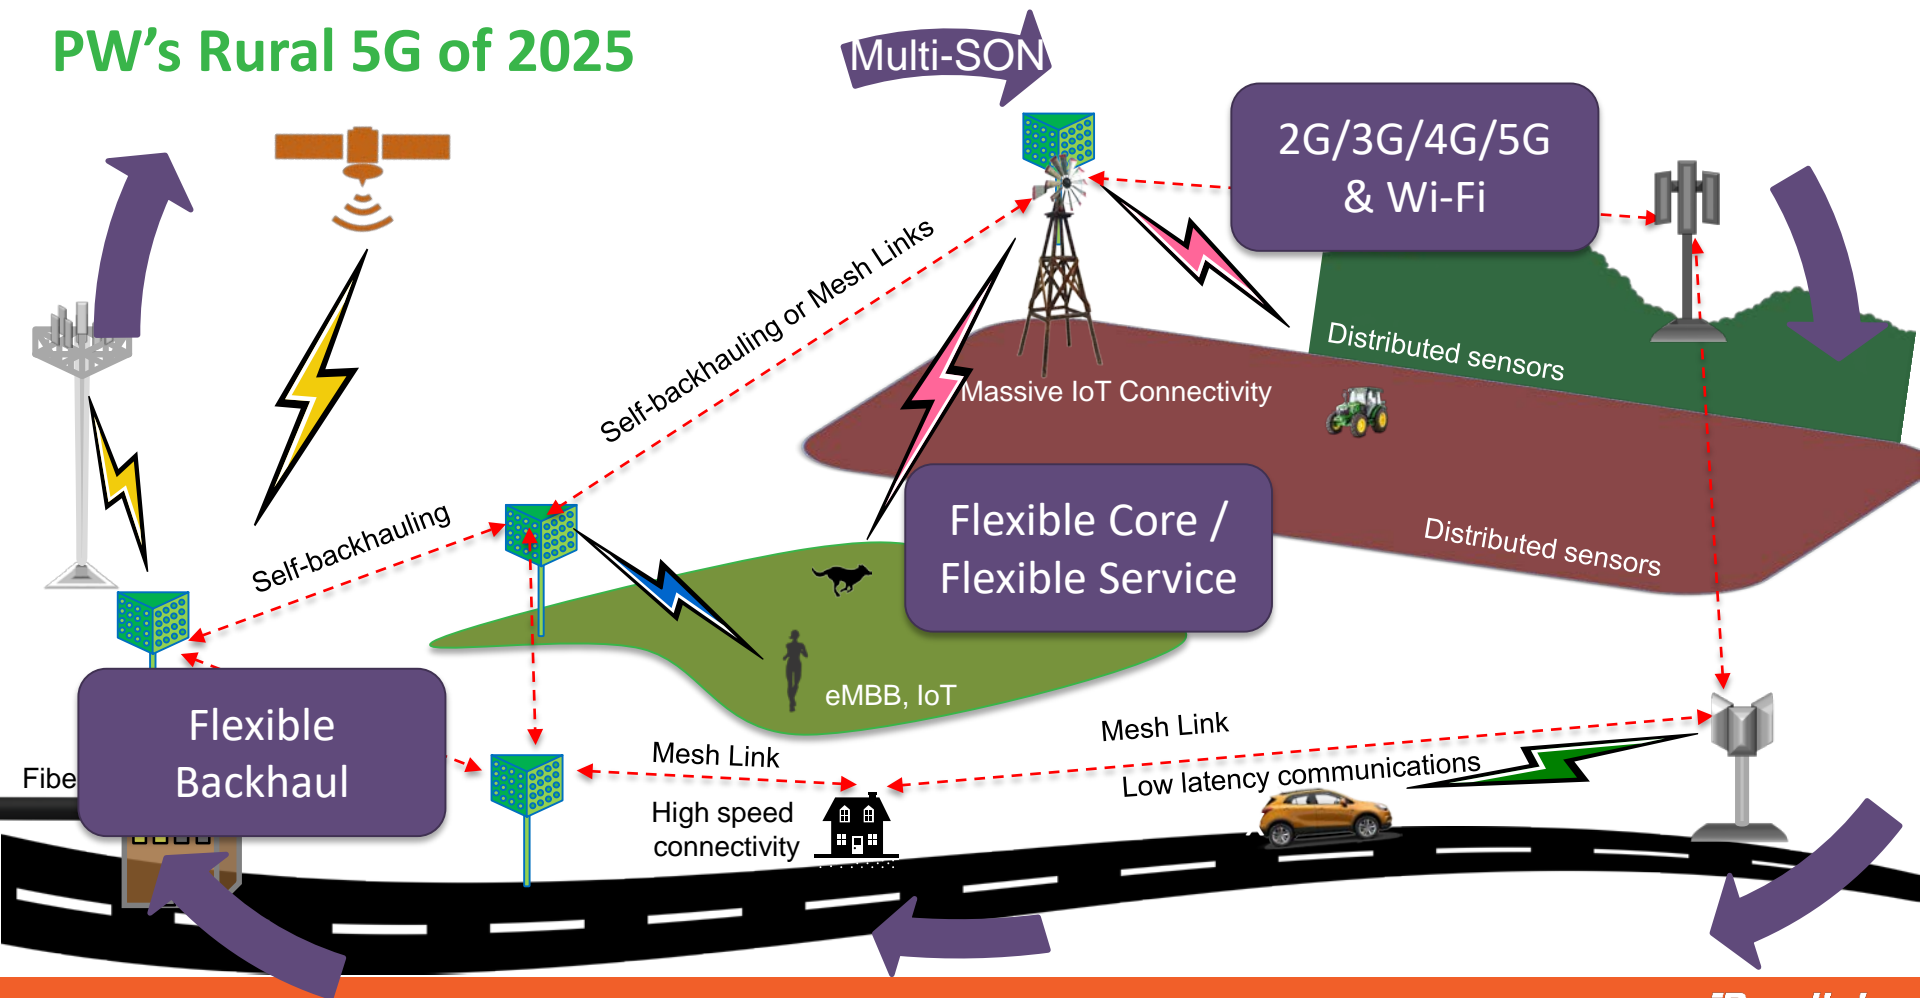 PW's Rural 5G of 2025
Multi-SON
2G/3G/4G/5G
& Wi-Fi
Self-backhauling or Mesh Links
Distributed sensors
Massive IoT Connectivity
Self-backhauling
Flexible Core /
Flexible Service
Distributed sensors
eMBB, IoT
Flexible
Backhaul
Mesh Link
Mesh Link
Low latency communications
High speed
connectivity